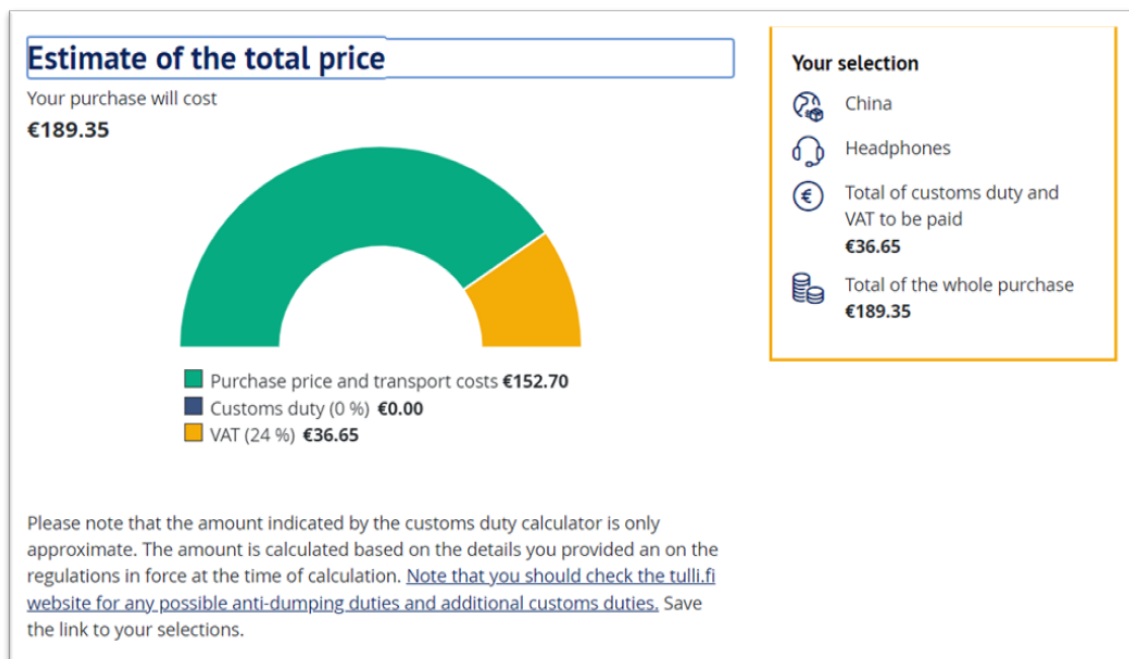 Estimate of the total price
Your purchase will cost
€189.35
Purchase price and transport costs €152.70
Customs duty (0 %) €0.00
VAT (24 %) €36.65
Please note that the amount indicated by the customs duty calculator is only
approximate. The amount is calculated based on the details you provided an on the
regulations in force at the time of calculation. Note that you should check the tulli.fi
website for any possible anti-dumping duties and additional customs duties. Save
the link to your selections.
Your selection
China
Headphones
Total of customs duty and
VAT to be paid
€36.65
Total of the whole purchase
€189.35